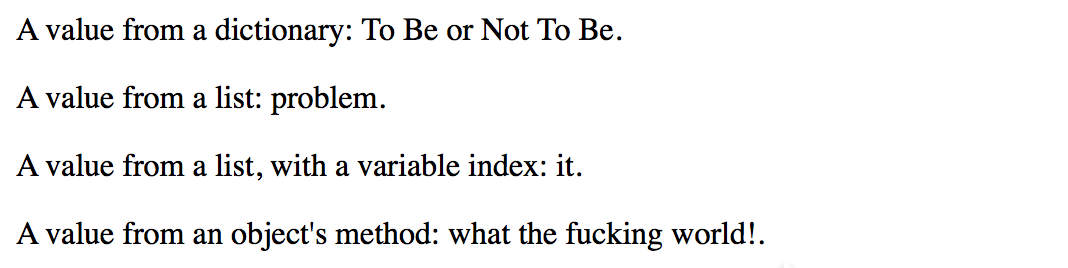 A value from a dictionary: To Be or Not To Be.
A value from a list: problem.
A value from a list, with a variable index: it.
A value from an object's method: what the fucking world!.